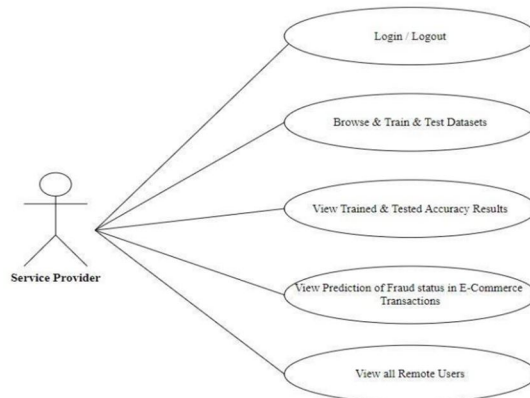 Login / Logout
Browse & Train & Test Datasets
View Trained & Tested Accuracy Results
Service Provider
View Prediction of Fraud status in E-Commerce
Transactions
View all Remote Users